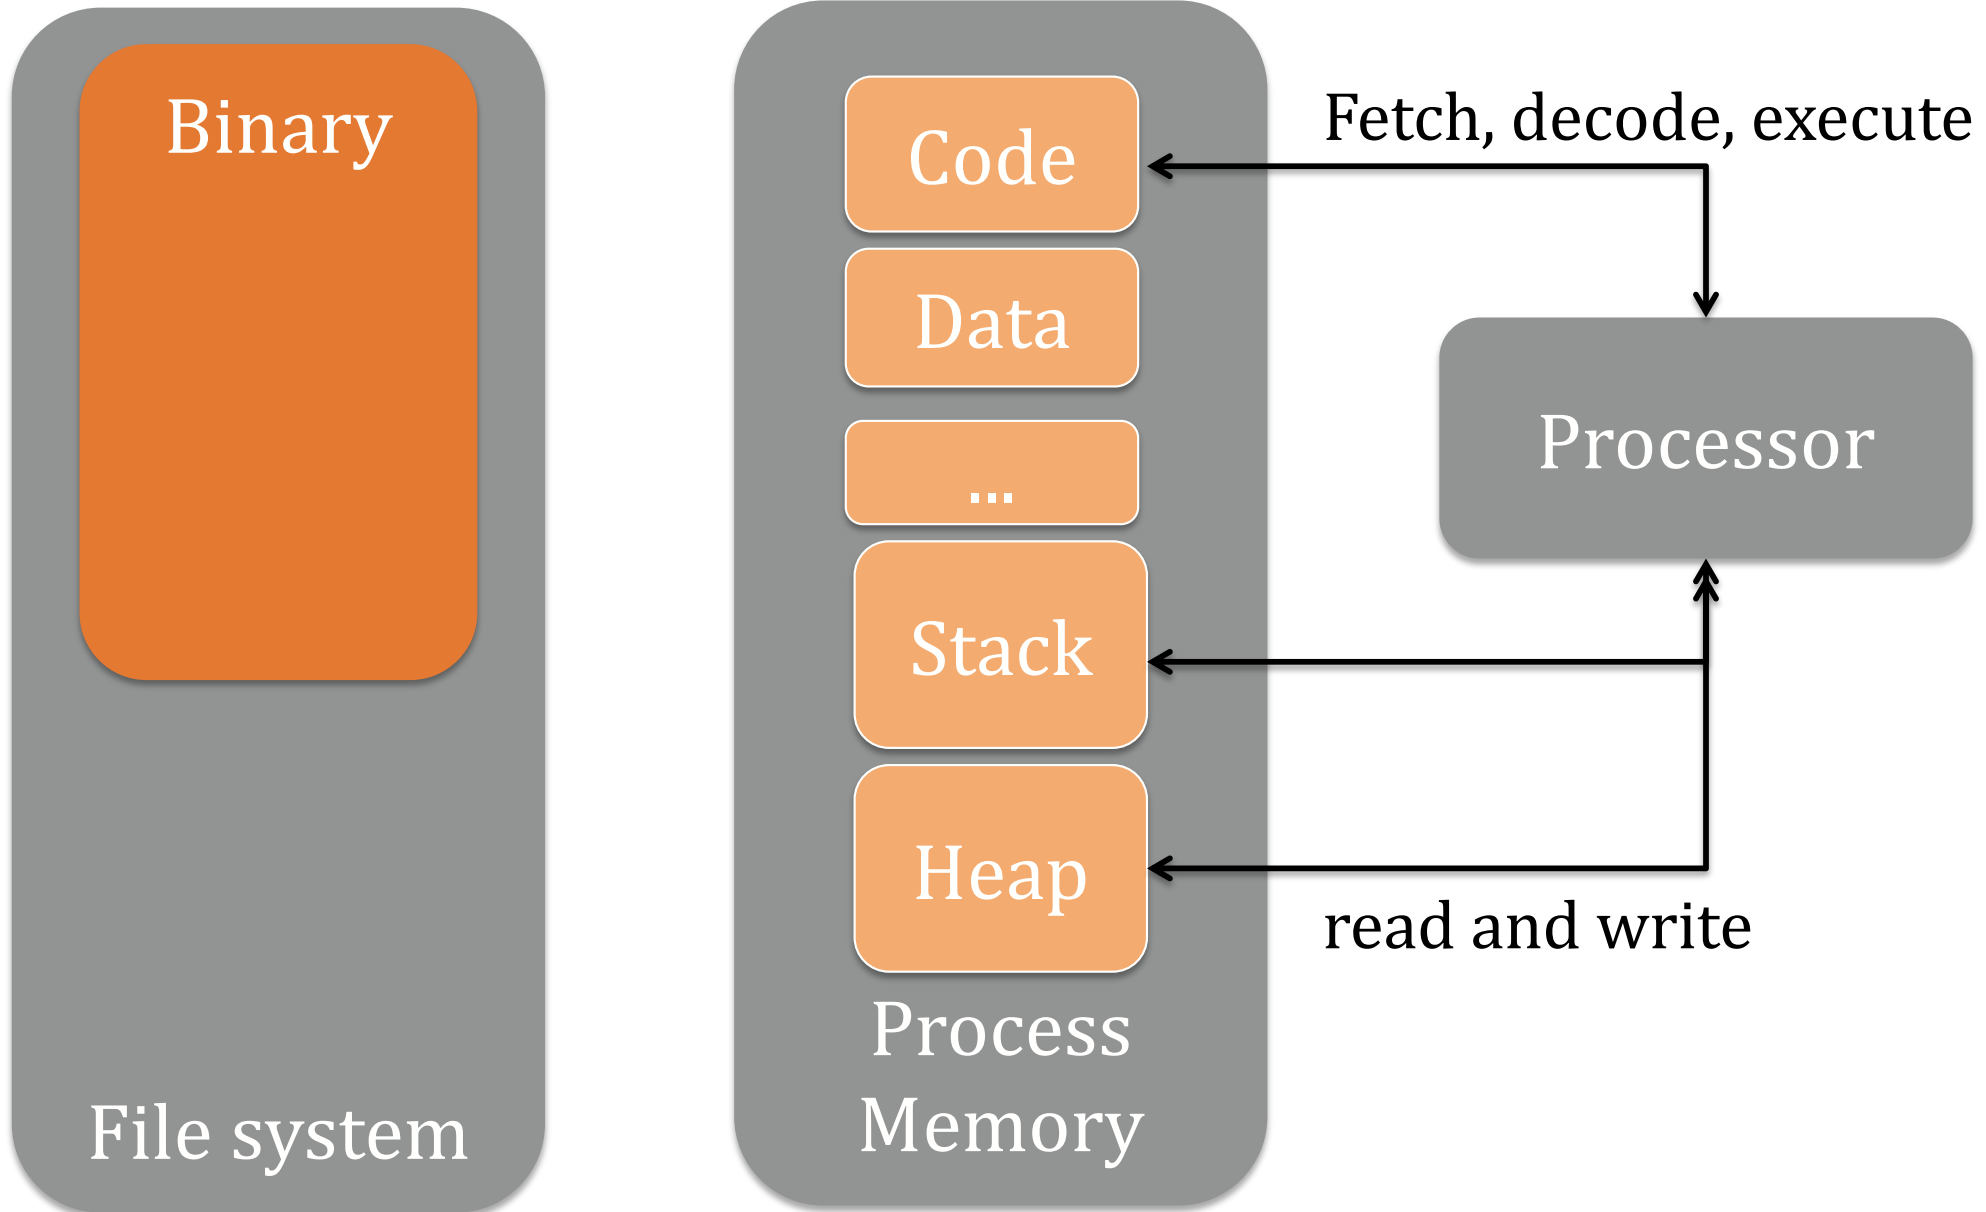 Binary
File system
Code
Data
...
Stack
Heap
Process
Memory
Fetch, decode, execute
Processor
read and write